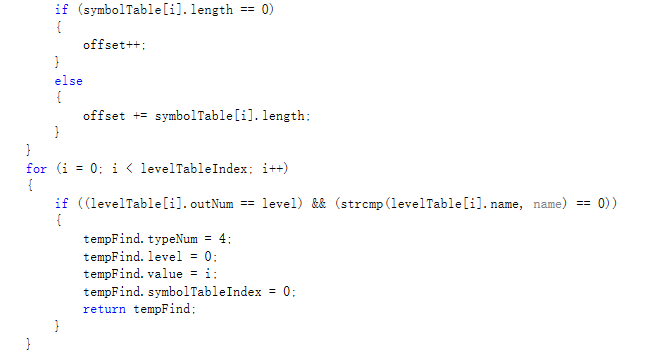 if (symbolTable[i].length == 0)
{
offset++;
}
else
{
offset += symbolTable[i].length;
}
}
for (i = 0; i < levelTableIndex; i++)
{
if ((levelTable[i].outNum == level) && (strcmp(levelTable[i].name, name) == 0))
{
tempFind.typeNum = 4;
tempFind.level = 0;
tempFind.value = i;
tempFind.symbolTableIndex = 0;
return tempFind;
}
}